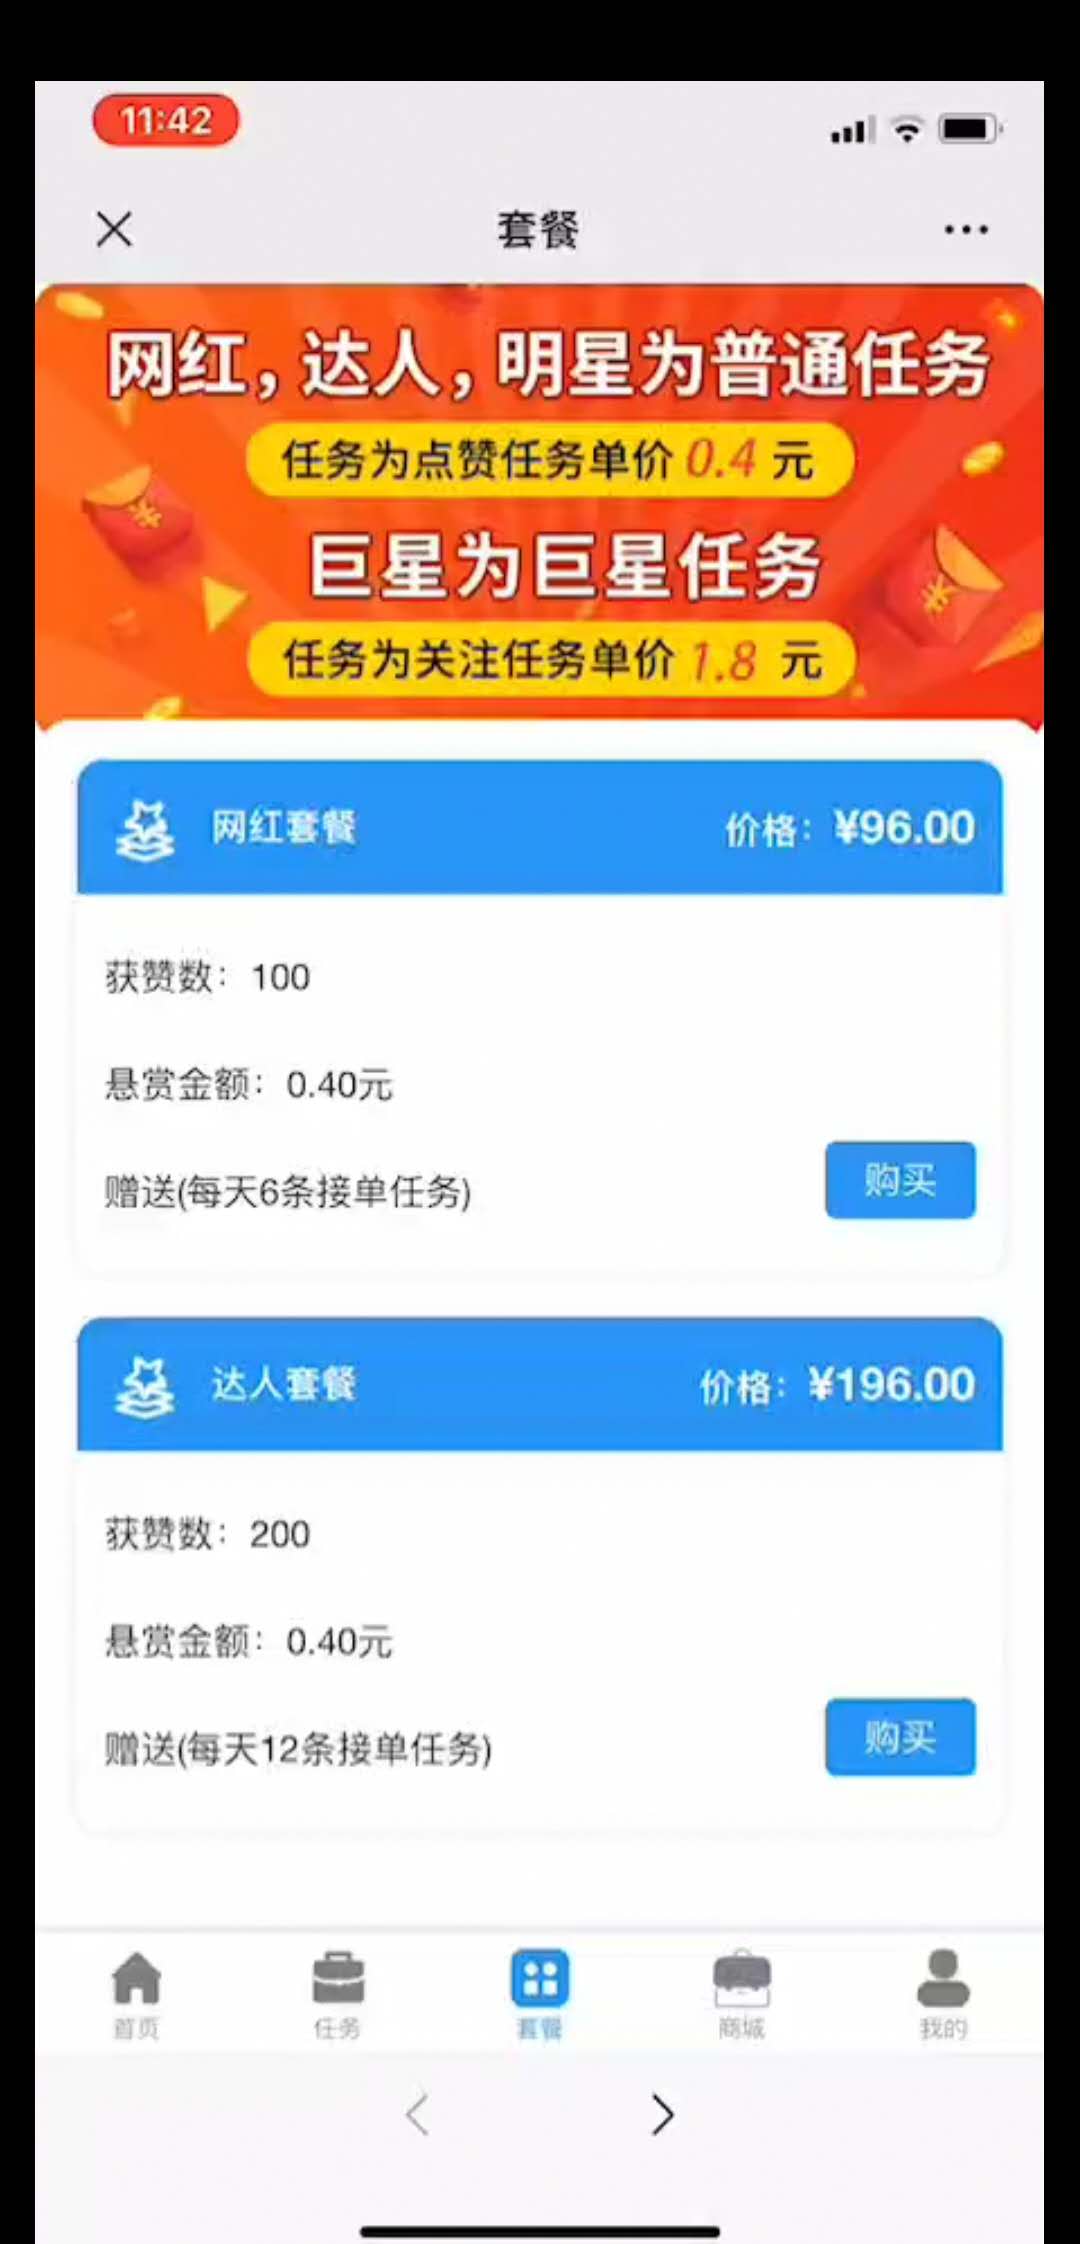 11:42
套餐
网红，达人，明星为普通任务
任务为点赞任务单价 0.4 元
巨星为巨星任务
任务为关注任务单价 1.8 元
网红套餐 价格：¥96.00
获赞数：100
悬赏金额：0.40元
赠送(每天6条接单任务)
购买
达人套餐 价格：¥196.00
获赞数：200
悬赏金额：0.40元
赠送(每天12条接单任务)
购买
首页 任务 套餐 商城 我的